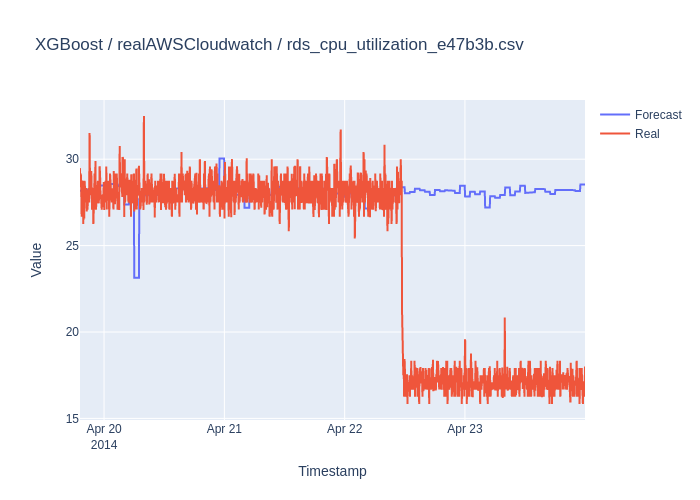 XGBoost / realAWSCloudwatch / rds_cpu_utilization_e47b3b.csv
Forecast
Real
30
25
20
15
Value
Apr 20
2014
Apr 21
Apr 22
Apr 23
Timestamp